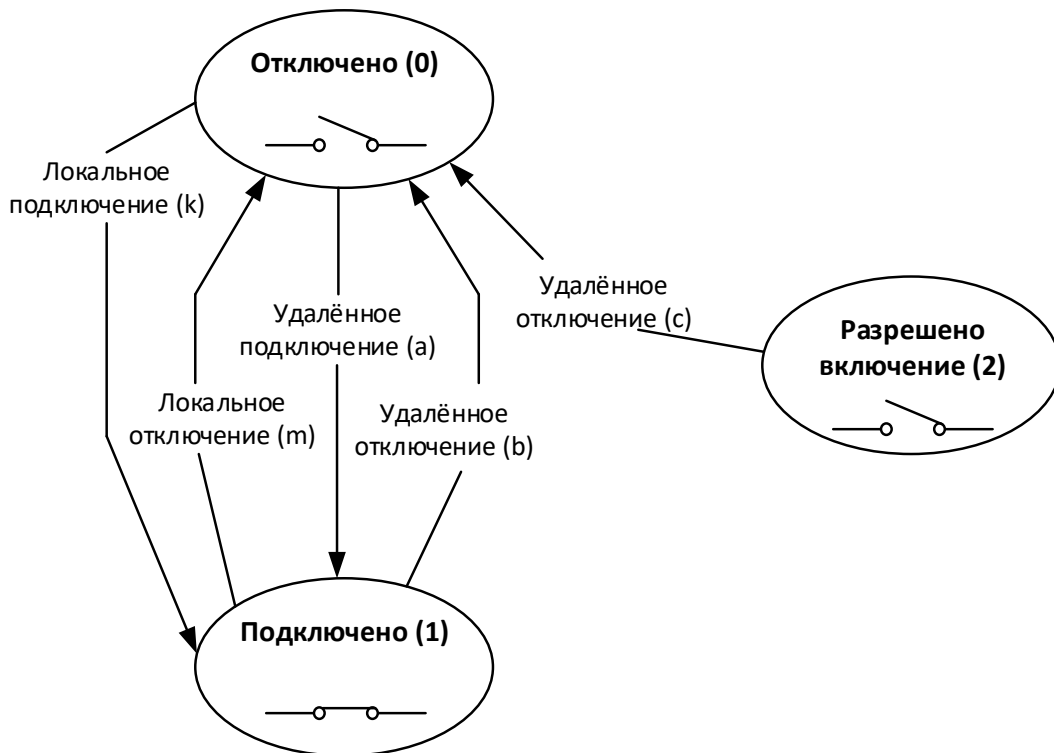 Отключено (0)
Локальное
подключение (k)
Удалённое
подключение (a)
Удалённое
отключение (c)
Разрешено
включение (2)
Локальное
отключение (m)
Удалённое
отключение (b)
Подключено (1)